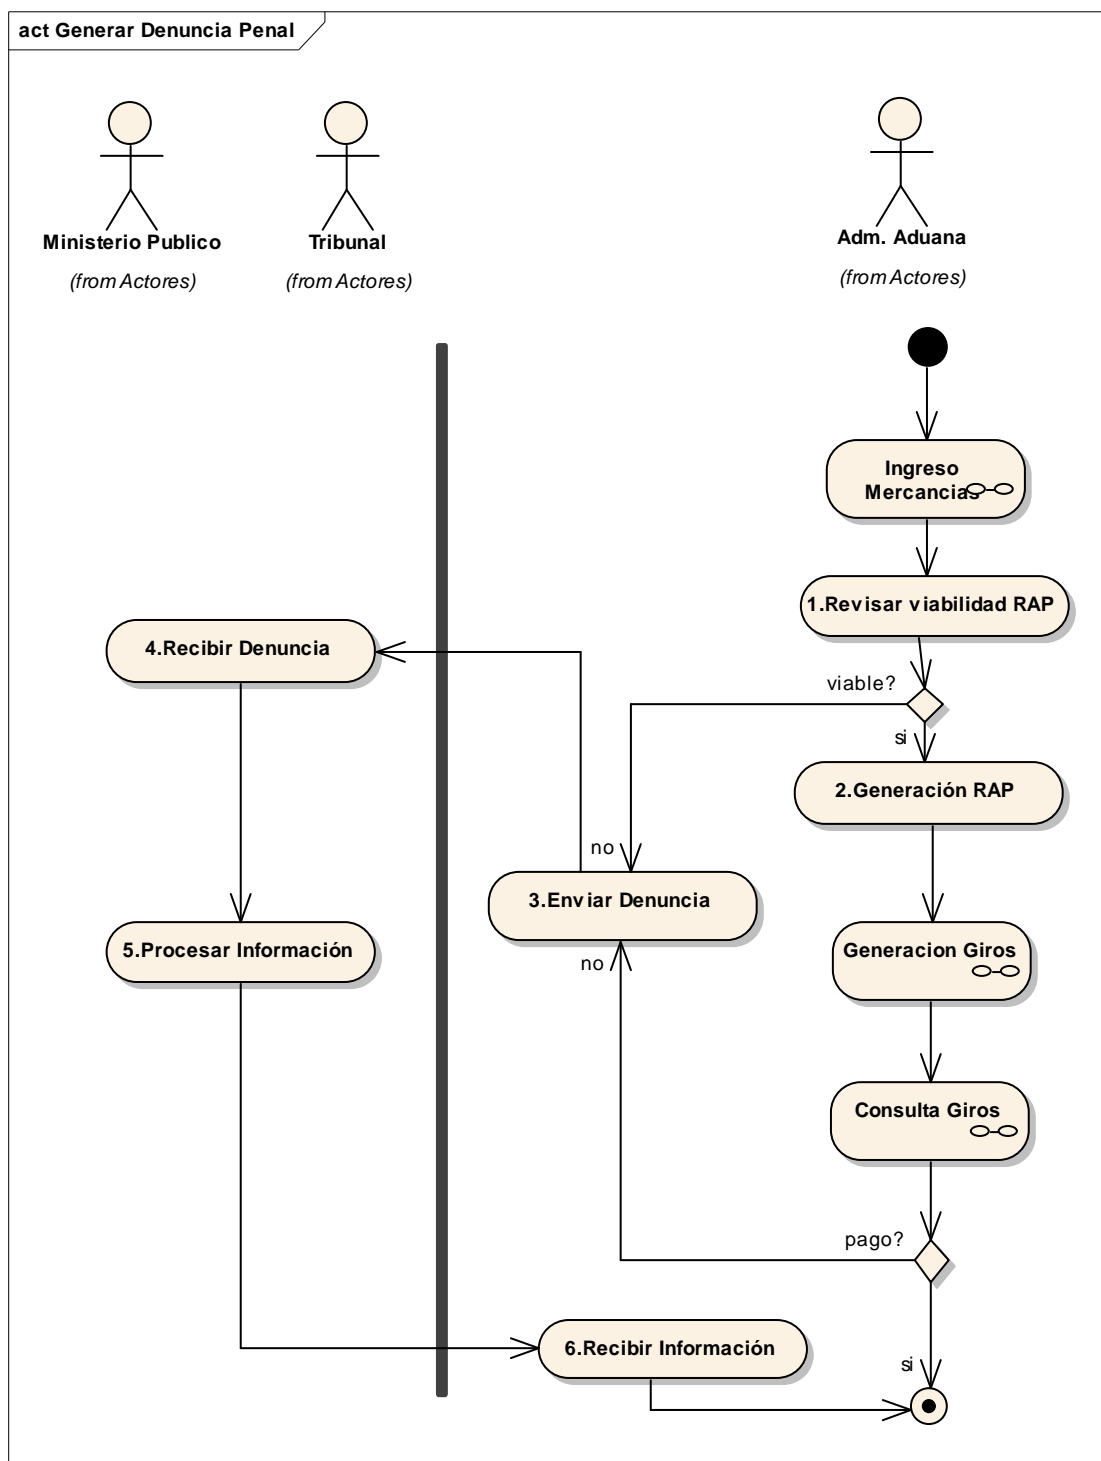 act Generar Denuncia Penal
Ministerio Publico
(from Actores)
Tribunal
(from Actores)
Adm. Aduana
(from Actores)
Ingreso
Mercancias
1.Revisar viabilidad RAP
viable?
si
2.Generación RAP
no
3.Enviar Denuncia
4.Recibir Denuncia
5.Procesar Información
no
Generacion Giros
Consulta Giros
pago?
si
6.Recibir Información